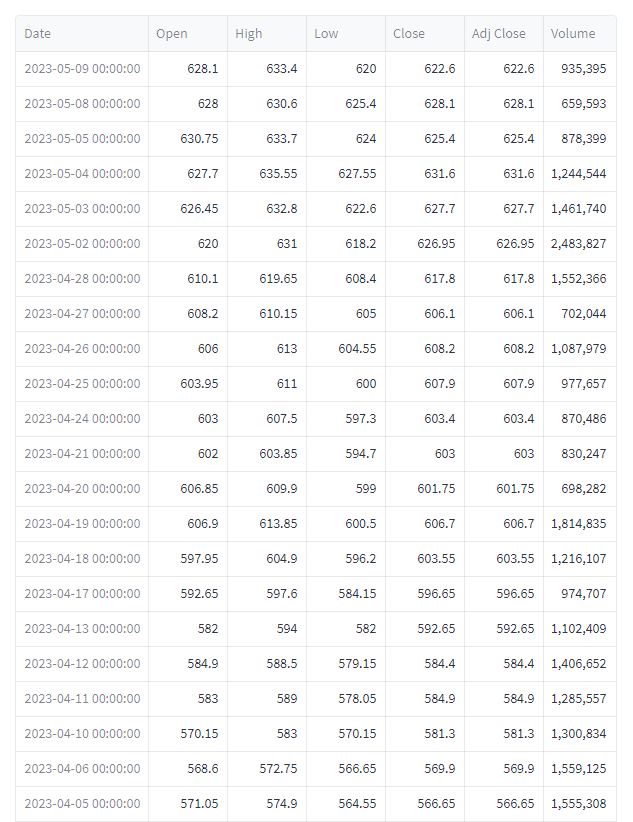 Date Open High Low Close Adj Close Volume
2023-05-09 00:00:00 628.1 633.4 620 622.6 622.6 935,395
2023-05-08 00:00:00 628 630.6 625.4 628.1 628.1 659,593
2023-05-05 00:00:00 630.75 633.7 624 625.4 625.4 878,399
2023-05-04 00:00:00 627.7 635.55 627.55 631.6 631.6 1,244,544
2023-05-03 00:00:00 626.45 632.8 622.6 627.7 627.7 1,461,740
2023-05-02 00:00:00 620 631 618.2 626.95 626.95 2,483,827
2023-04-28 00:00:00 610.1 619.65 608.4 617.8 617.8 1,552,366
2023-04-27 00:00:00 608.2 610.15 605 606.1 606.1 702,044
2023-04-26 00:00:00 606 613 604.55 608.2 608.2 1,087,979
2023-04-25 00:00:00 603.95 611 600 607.9 607.9 977,657
2023-04-24 00:00:00 603 607.5 597.3 603.4 603.4 870,486
2023-04-21 00:00:00 602 603.85 594.7 603 603 830,247
2023-04-20 00:00:00 606.85 609.9 599 601.75 601.75 698,282
2023-04-19 00:00:00 606.9 613.85 600.5 606.7 606.7 1,814,835
2023-04-18 00:00:00 597.95 604.9 596.2 603.55 603.55 1,216,107
2023-04-17 00:00:00 592.65 597.6 584.15 596.65 596.65 974,707
2023-04-13 00:00:00 582 594 582 592.65 592.65 1,102,409
2023-04-12 00:00:00 584.9 588.5 579.15 584.4 584.4 1,406,652
2023-04-11 00:00:00 583 589 578.05 584.9 584.9 1,285,557
2023-04-10 00:00:00 570.15 583 570.15 581.3 581.3 1,300,834
2023-04-06 00:00:00 568.6 572.75 566.65 569.9 569.9 1,559,125
2023-04-05 00:00:00 571.05 574.9 564.55 566.65 566.65 1,555,308